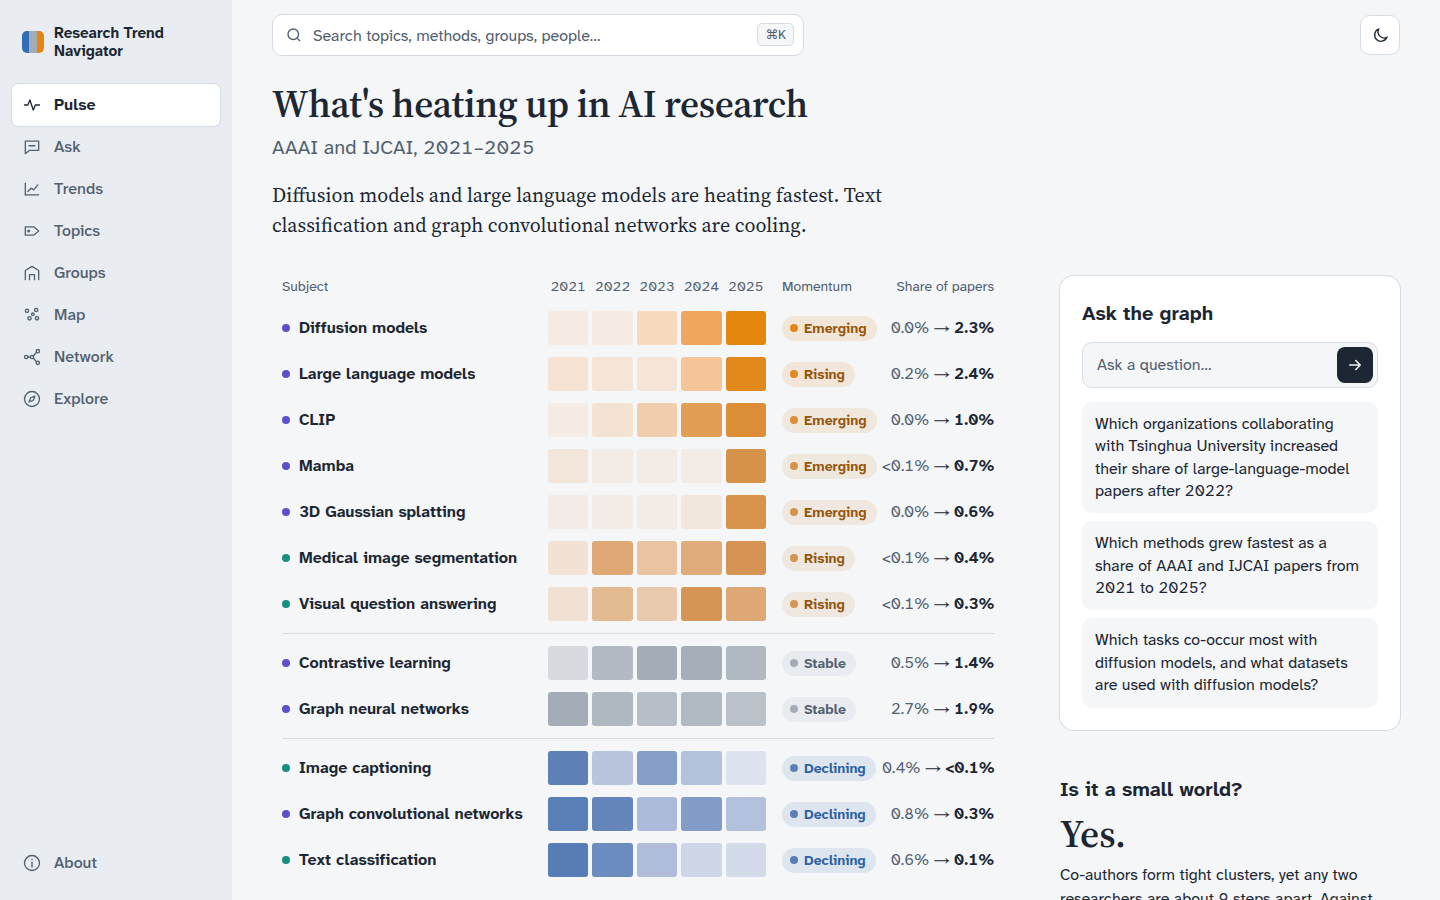 Research Trend
Navigator
Pulse
Ask
Trends
Topics
Groups
Map
Network
Explore
About
Search topics, methods, groups, people... ⌘K
What's heating up in AI research
AAAI and IJCAI, 2021–2025
Diffusion models and large language models are heating fastest. Text
classification and graph convolutional networks are cooling.
Subject 2021 2022 2023 2024 2025 Momentum Share of papers
Diffusion models Emerging 0.0% → 2.3%
Large language models Rising 0.2% → 2.4%
CLIP Emerging 0.0% → 1.0%
Mamba Emerging <0.1% → 0.7%
3D Gaussian splatting Emerging 0.0% → 0.6%
Medical image segmentation Rising <0.1% → 0.4%
Visual question answering Rising <0.1% → 0.3%
Contrastive learning Stable 0.5% → 1.4%
Graph neural networks Stable 2.7% → 1.9%
Image captioning Declining 0.4% → <0.1%
Graph convolutional networks Declining 0.8% → 0.3%
Text classification Declining 0.6% → 0.1%
Ask the graph
Ask a question...
Which organizations collaborating
with Tsinghua University increased
their share of large-language-model
papers after 2022?
Which methods grew fastest as a
share of AAAI and IJCAI papers from
2021 to 2025?
Which tasks co-occur most with
diffusion models, and what datasets
are used with diffusion models?
Is it a small world?
Yes.
Co-authors form tight clusters, yet any two
researchers are about 9 steps apart. Against